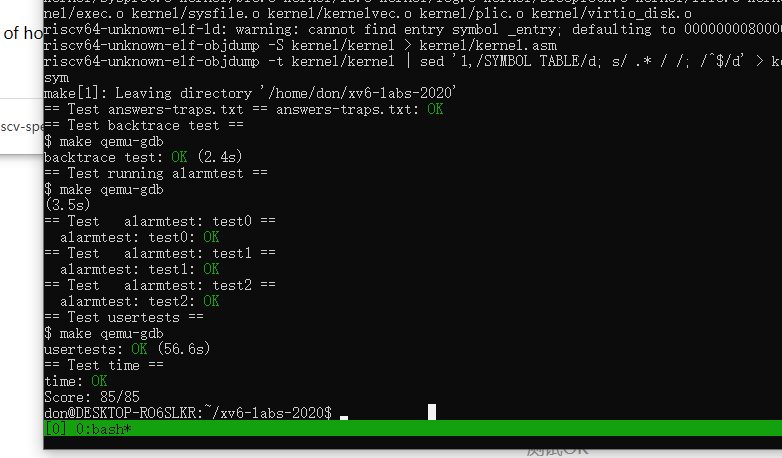 nel/exec.o kernel/sysfile.o kernel/kernelvec.o kernel/plic.o kernel/virtio_disk.o
riscv64-unknown-elf-ld: warning: cannot find entry symbol _entry; defaulting to 00000000800
riscv64-unknown-elf-objdump -S kernel/kernel > kernel/kernel.asm
riscv64-unknown-elf-objdump -t kernel/kernel | sed '1,/SYMBOL TABLE/d; s/ .* / /; /^$/d' > ke
sym
make[1]: Leaving directory '/home/don/xv6-labs-2020'
== Test answers-traps.txt == answers-traps.txt: OK
== Test backtrace test ==
$ make qemu-gdb
backtrace test: OK (2.4s)
== Test running alarmtest ==
$ make qemu-gdb
(3.5s)
== Test   alarmtest: test0 ==
  alarmtest: test0: OK
== Test   alarmtest: test1 ==
  alarmtest: test1: OK
== Test   alarmtest: test2 ==
  alarmtest: test2: OK
== Test usertests ==
$ make qemu-gdb
usertests: OK (56.6s)
== Test time ==
time: OK
Score: 85/85
don@DESKTOP-RO6SLKR:~/xv6-labs-2020$
[0] 0:bash*
of ho
scv-spe
测试OK